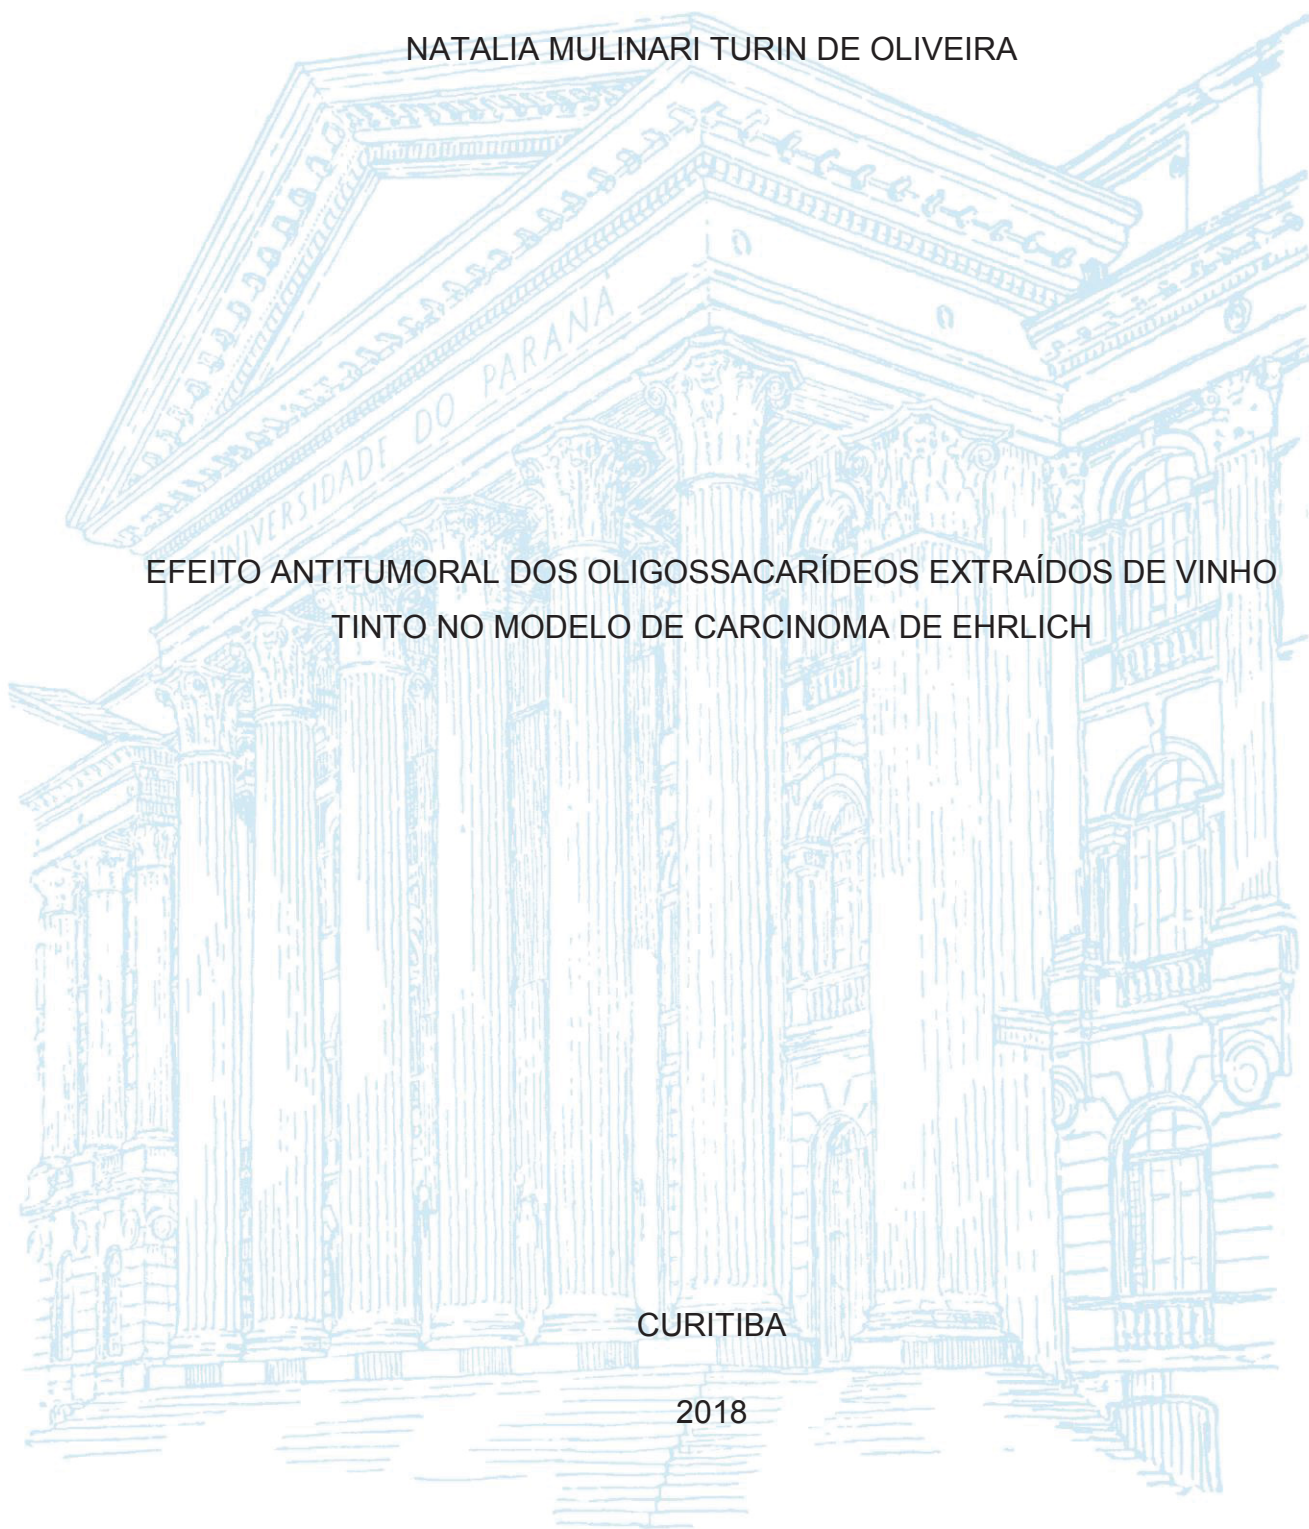 NATALIA MULINARI TURIN DE OLIVEIRA
UNIVERSIDADE DO PARANÁ
EFEITO ANTITUMORAL DOS OLIGOSSACARÍDEOS EXTRAÍDOS DE VINHO
TINTO NO MODELO DE CARCINOMA DE EHRLICH
CURITIBA
2018